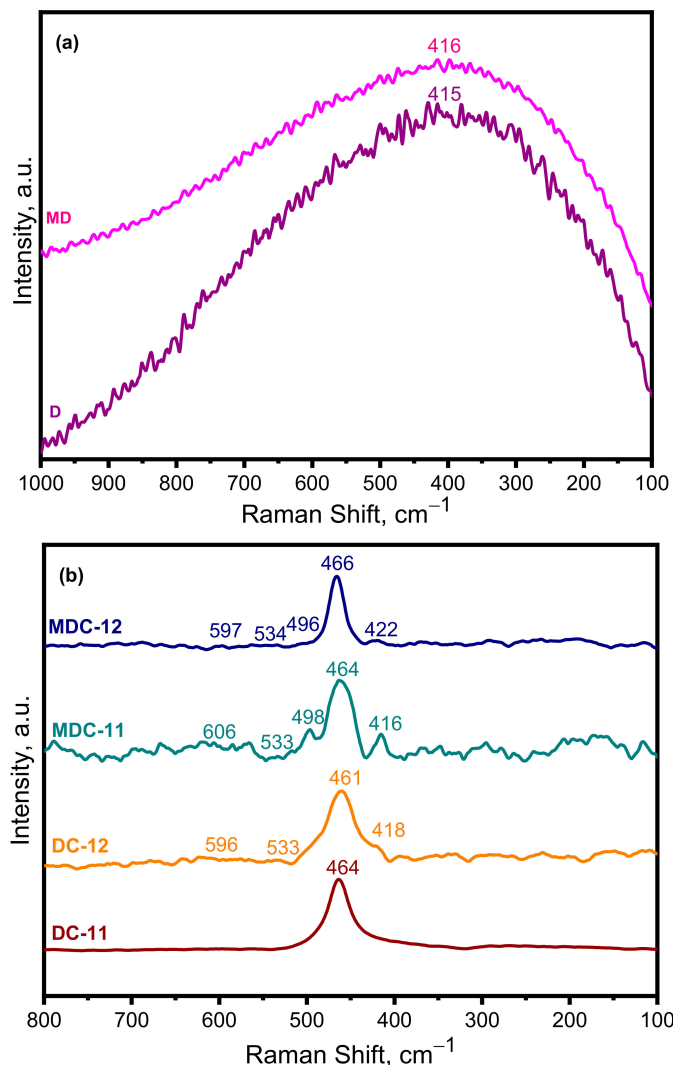 (a)
416
415
MD
D
Intensity, a.u.
1000 900 800 700 600 500 400 300 200 100
Raman Shift, cm⁻¹
(b)
466
MDC-12
597 534 496 422
464
MDC-11
606 533 498 416
461
DC-12
596 533 418
464
DC-11
Intensity, a.u.
800 700 600 500 400 300 200 100
Raman Shift, cm⁻¹